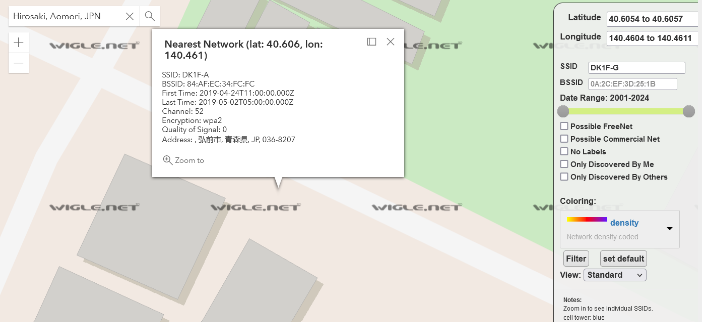 Hirosaki, Aomori, JPN
WIGLE.NET WIGLE.NET WIGLE.NET
Nearest Network (lat: 40.606, lon:
140.461)
SSID: DK1F-A
BSSID: 84:AF:EC:34:FC:FC
First Time: 2019-04-24T11:00:00.000Z
Last Time: 2019-05-02T05:00:00.000Z
Channel: 52
Encryption: wpa2
Quality of Signal: 0
Address: , 弘前市, 青森県, JP, 036-8207
Zoom to
WIGLE.NET WIGLE.NET WIGLE.NET
Latitude 40.6054 to 40.6057
Longitude 140.4604 to 140.4611
SSID DK1F-G
BSSID 0A:2C:EF:3D:25:1B
Date Range: 2001-2024
Possible FreeNet
Possible Commercial Net
No Labels
Only Discovered By Me
Only Discovered By Others
Coloring:
density
Network density coded
Filter set default
View: Standard
Notes:
Zoom in to see individual SSIDs.
cell tower: blue